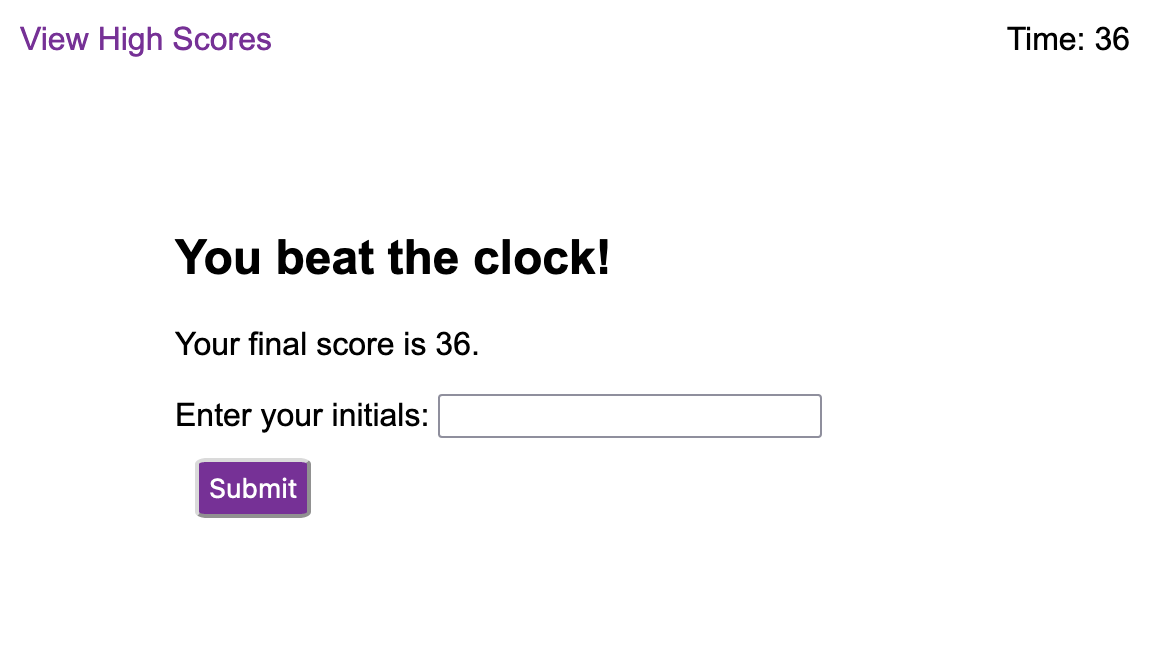 View High Scores
Time: 36
You beat the clock!
Your final score is 36.
Enter your initials:
Submit